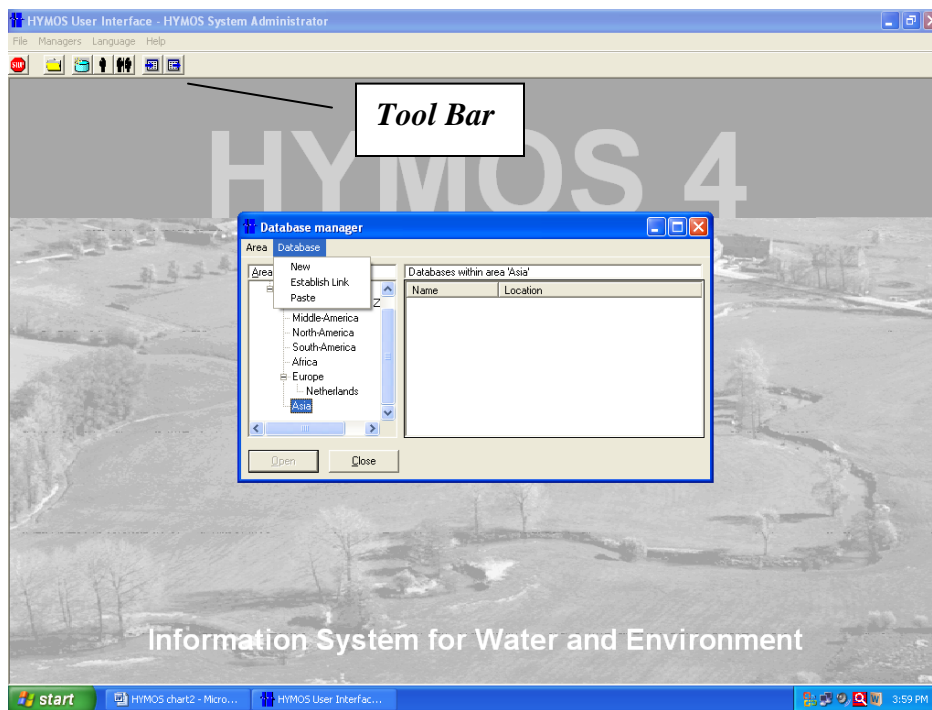 HYMOS User Interface - HYMOS System Administrator
File Managers Language Help
STOP
Tool Bar
HYMOS 4
Database manager
Area Database
New
Establish Link
Paste
Area
Databases within area 'Asia'
Name Location
Z
Middle-America
North-America
South-America
Africa
Europe
Netherlands
Asia
Open Close
Information System for Water and Environment
start HYMOS chart2 - Micro... HYMOS User Interfac... 3:59 PM